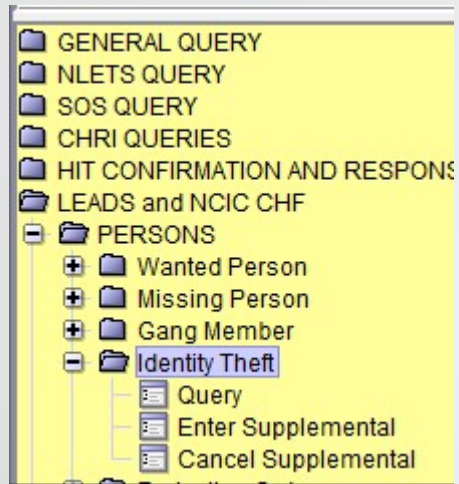 GENERAL QUERY
NLETS QUERY
SOS QUERY
CHRI QUERIES
HIT CONFIRMATION AND RESPONS
LEADS and NCIC CHF
PERSONS
Wanted Person
Missing Person
Gang Member
Identity Theft
Query
Enter Supplemental
Cancel Supplemental